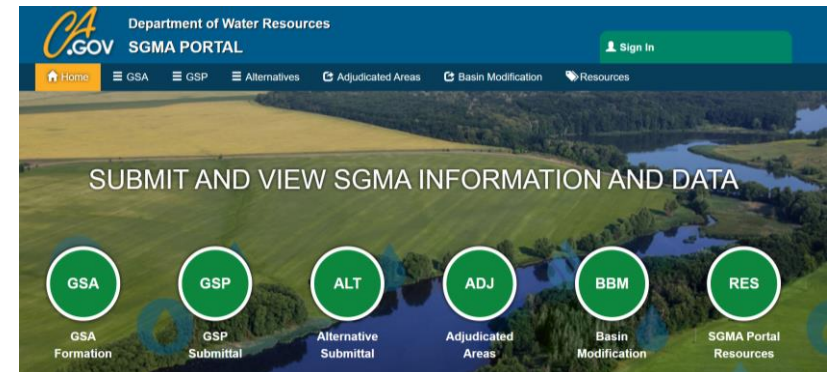 CA.GOV
Department of Water Resources
SGMA PORTAL
Sign In
Home GSA GSP Alternatives Adjudicated Areas Basin Modification Resources
SUBMIT AND VIEW SGMA INFORMATION AND DATA
GSA GSP ALT ADJ BBM RES
GSA Formation
GSP Submittal
Alternative Submittal
Adjudicated Areas
Basin Modification
SGMA Portal Resources